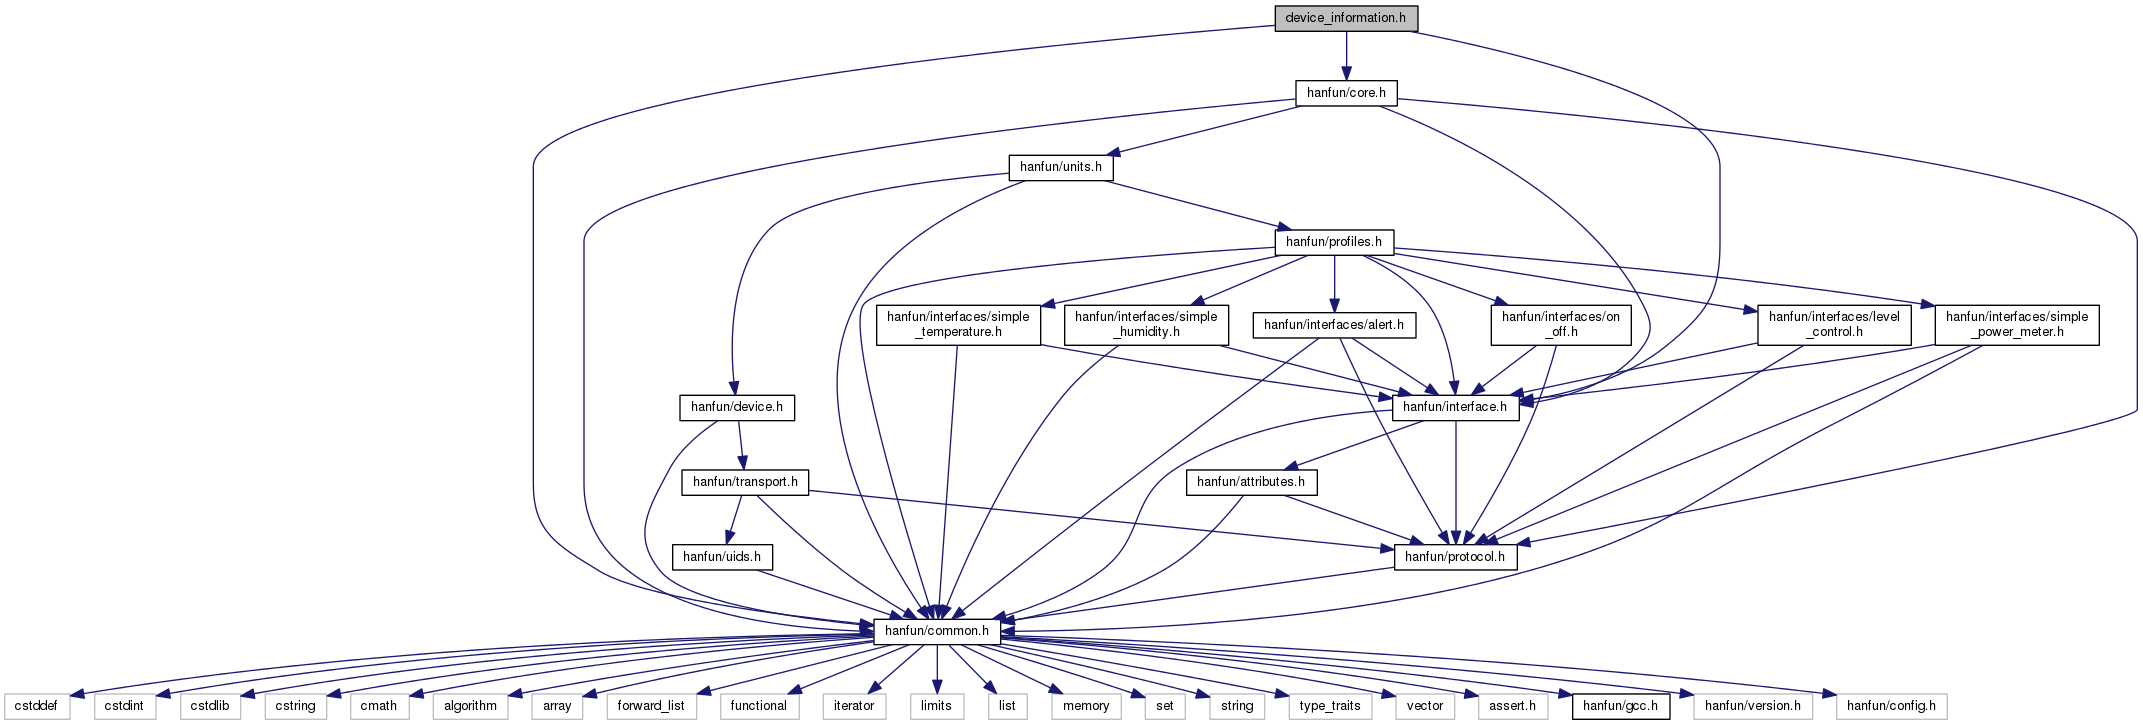 device_information.h
hanfun/core.h
hanfun/units.h
hanfun/profiles.h
hanfun/interfaces/simple
_temperature.h
hanfun/interfaces/simple
_humidity.h
hanfun/interfaces/alert.h
hanfun/interfaces/on
_off.h
hanfun/interfaces/level
_control.h
hanfun/interfaces/simple
_power_meter.h
hanfun/device.h
hanfun/interface.h
hanfun/transport.h
hanfun/attributes.h
hanfun/uids.h
hanfun/protocol.h
hanfun/common.h
cstddef
cstdint
cstdlib
cstring
cmath
algorithm
array
forward_list
functional
iterator
limits
list
memory
set
string
type_traits
vector
assert.h
hanfun/gcc.h
hanfun/version.h
hanfun/config.h